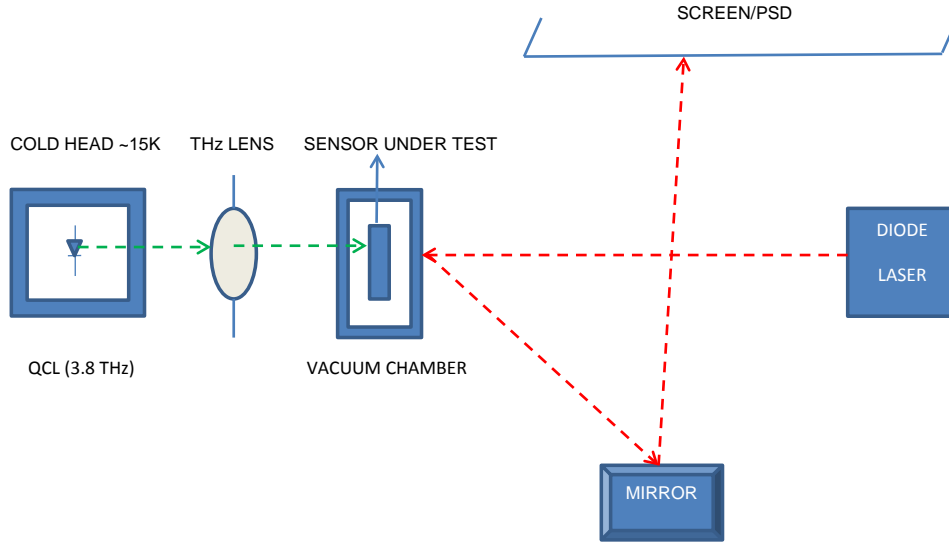 SCREEN/PSD
COLD HEAD ~15K
THz LENS
SENSOR UNDER TEST
DIODE
LASER
QCL (3.8 THz)
VACUUM CHAMBER
MIRROR